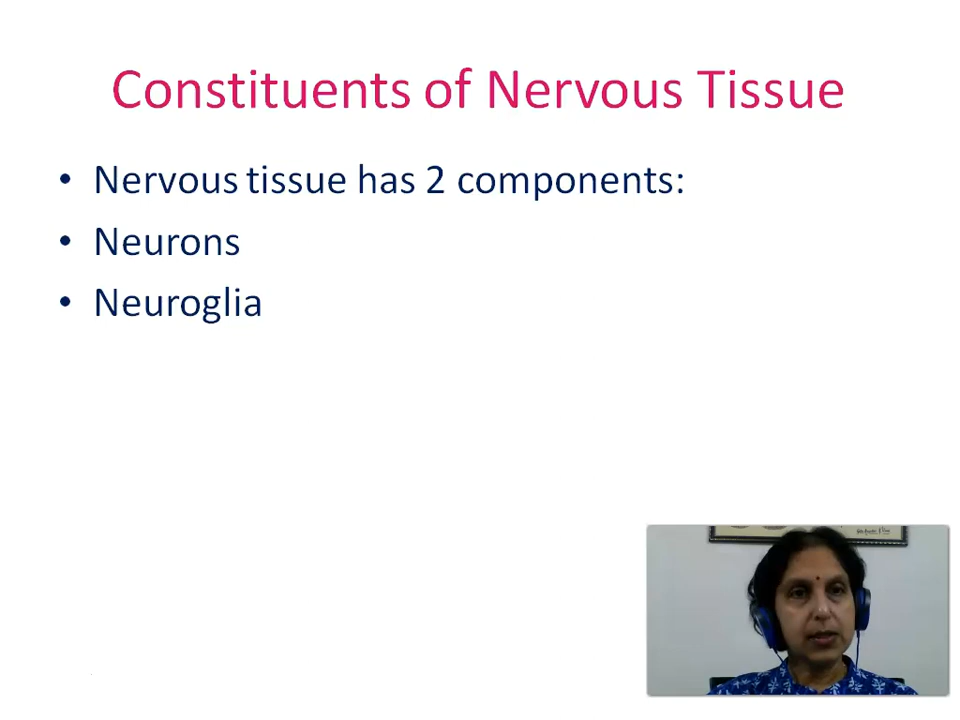 Constituents of Nervous Tissue
• Nervous tissue has 2 components:
• Neurons
• Neuroglia